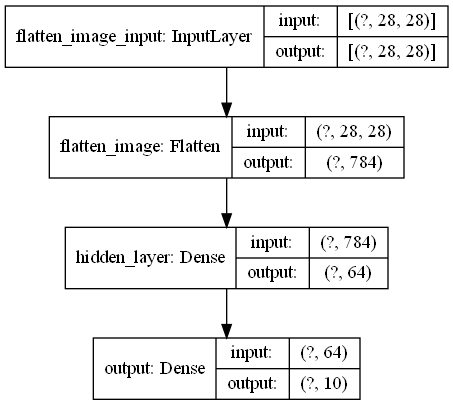 flatten_image_input: InputLayer
input: [(?, 28, 28)]
output: [(?, 28, 28)]
flatten_image: Flatten
input: (?, 28, 28)
output: (?, 784)
hidden_layer: Dense
input: (?, 784)
output: (?, 64)
output: Dense
input: (?, 64)
output: (?, 10)